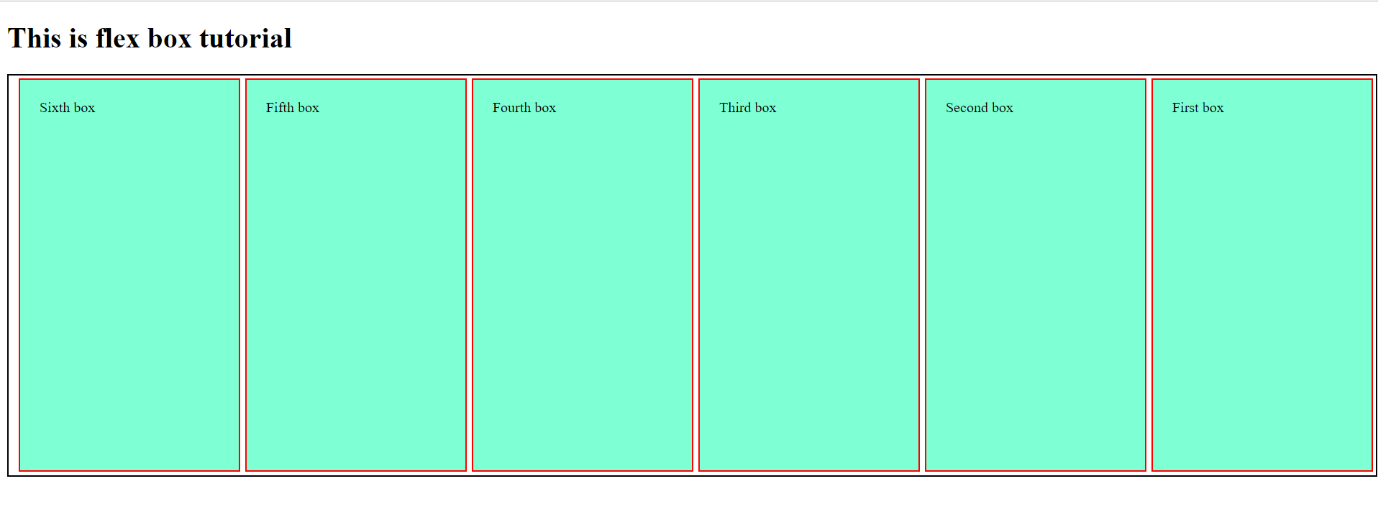 This is flex box tutorial
Sixth box
Fifth box
Fourth box
Third box
Second box
First box